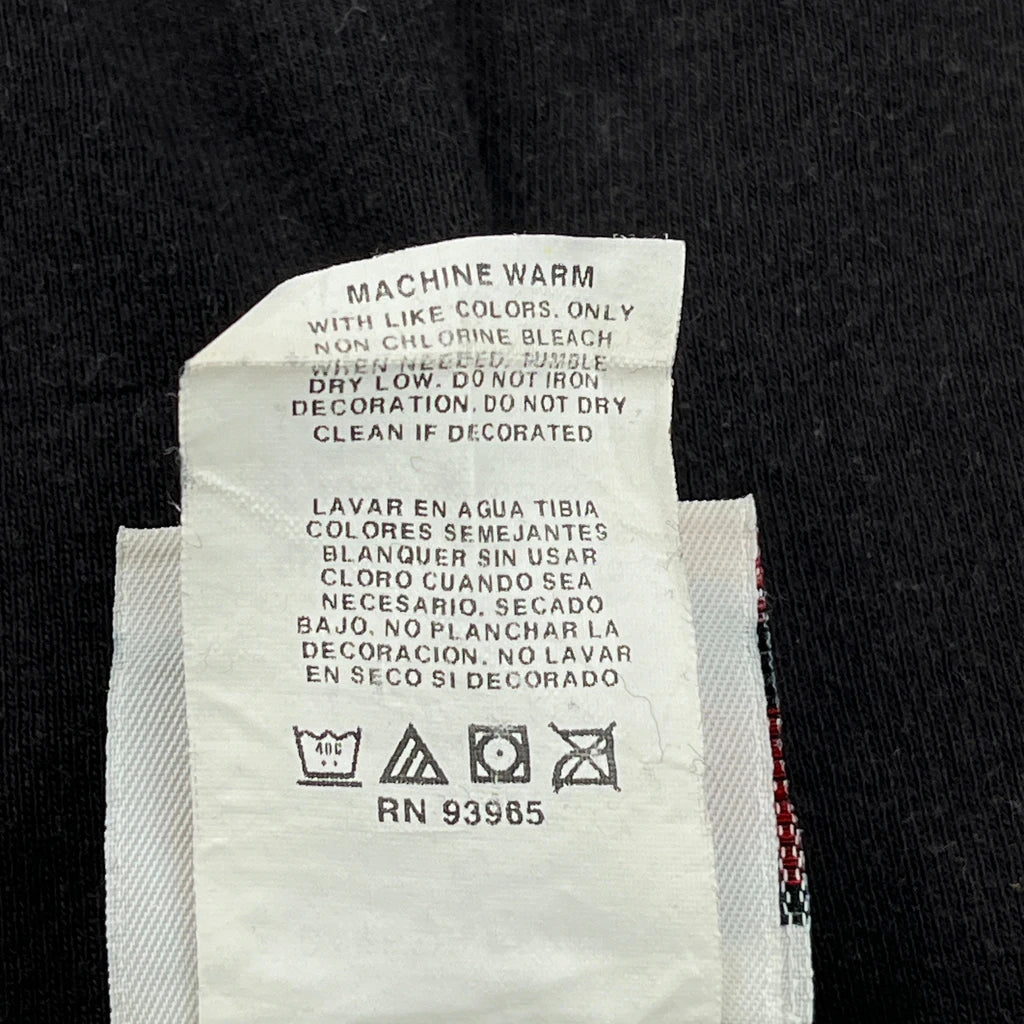 MACHINE WARM
WITH LIKE COLORS. ONLY
NON CHLORINE BLEACH
WHEN NEEDED. TUMBLE
DRY LOW. DO NOT IRON
DECORATION. DO NOT DRY
CLEAN IF DECORATED
LAVAR EN AGUA TIBIA
COLORES SEMEJANTES
BLANQUER SIN USAR
CLORO CUANDO SEA
NECESARIO. SECADO
BAJO. NO PLANCHAR LA
DECORACION. NO LAVAR
EN SECO SI DECORADO
40C
RN 93965